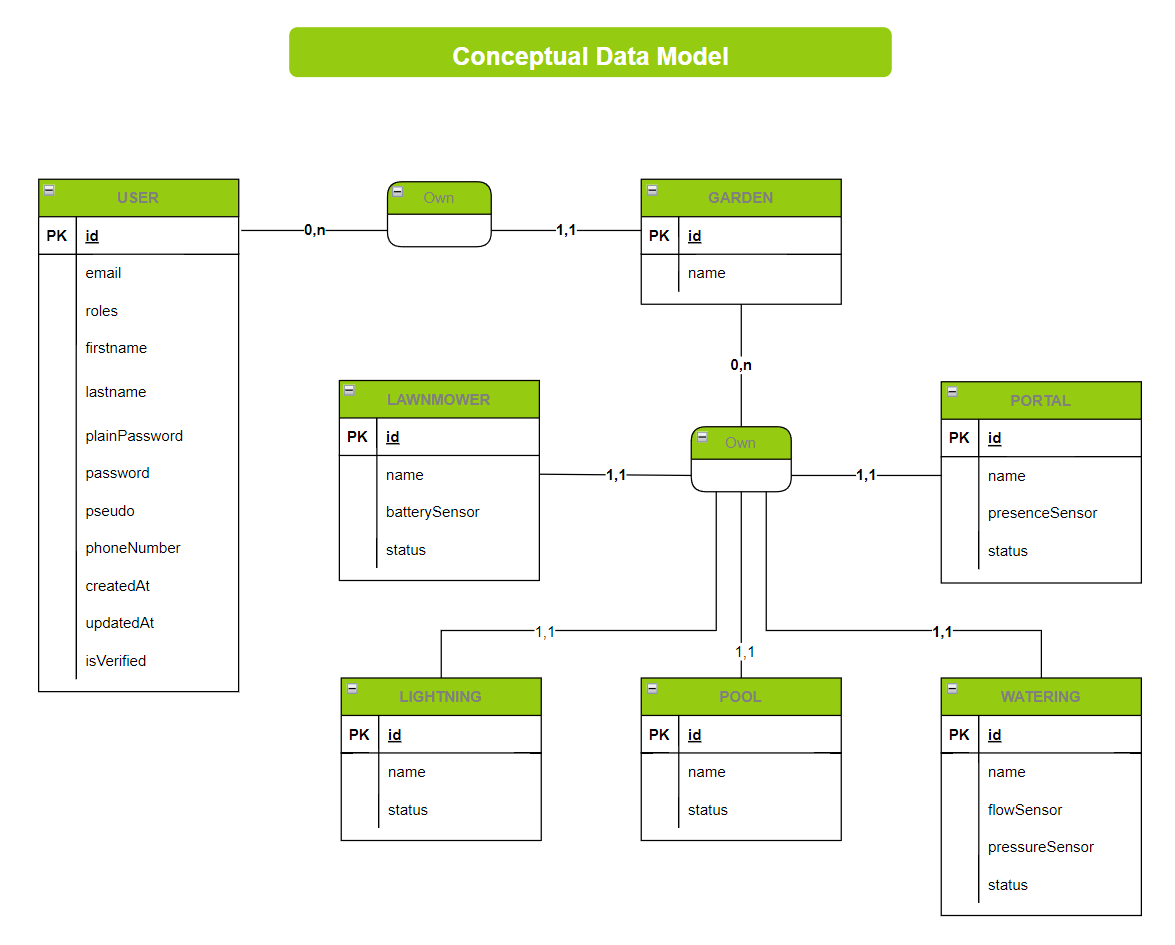 Conceptual Data Model
USER
PK id
email
roles
firstname
lastname
plainPassword
password
pseudo
phoneNumber
createdAt
updatedAt
isVerified
0,n
Own
1,1
GARDEN
PK id
name
0,n
Own
LAWNMOWER
PK id
name
batterySensor
status
1,1
1,1
PORTAL
PK id
name
presenceSensor
status
1,1
1,1
1,1
LIGHTNING
PK id
name
status
POOL
PK id
name
status
WATERING
PK id
name
flowSensor
pressureSensor
status